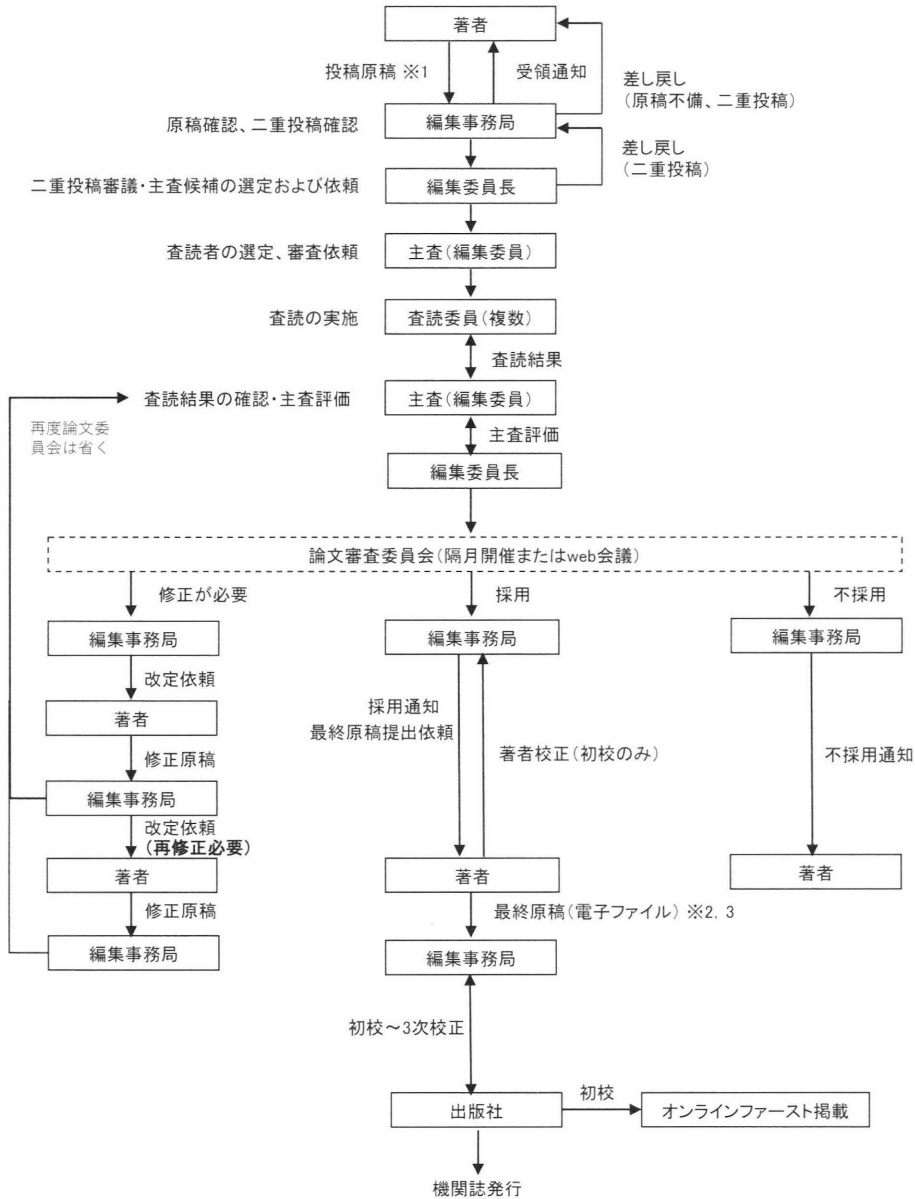 著者
投稿原稿 ※1
受領通知
差し戻し
(原稿不備、二重投稿)
原稿確認、二重投稿確認
編集事務局
差し戻し
(二重投稿)
二重投稿審議・主査候補の選定および依頼
編集委員長
査読者の選定、審査依頼
主査(編集委員)
査読の実施
査読委員(複数)
査読結果
査読結果の確認・主査評価
主査(編集委員)
再度論文委
員会は省く
主査評価
編集委員長
論文審査委員会(隔月開催またはweb会議)
修正が必要
採用
不採用
編集事務局
編集事務局
編集事務局
改定依頼
著者
採用通知
最終原稿提出依頼
著者校正(初校のみ)
不採用通知
修正原稿
編集事務局
改定依頼
(再修正必要)
著者
著者
著者
修正原稿
最終原稿(電子ファイル) ※2, 3
編集事務局
編集事務局
初校～3次校正
出版社
初校
オンラインファースト掲載
機関誌発行